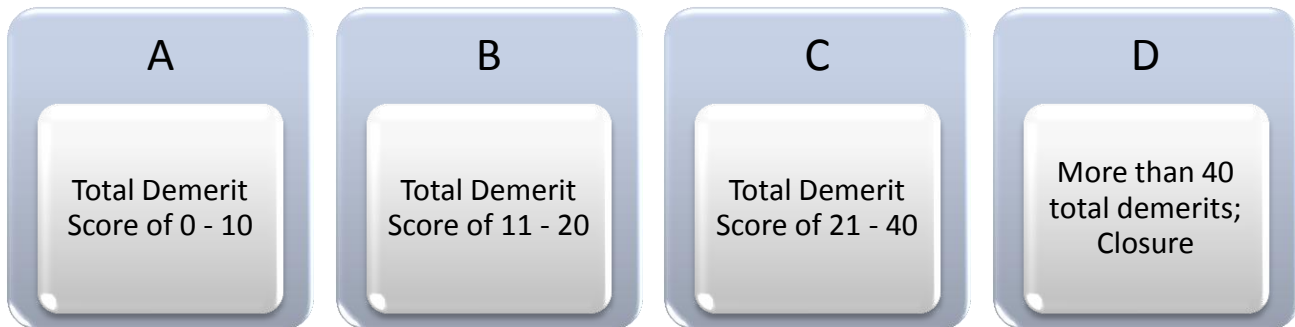 A
Total Demerit
Score of 0 - 10
B
Total Demerit
Score of 11 - 20
C
Total Demerit
Score of 21 - 40
D
More than 40
total demerits;
Closure